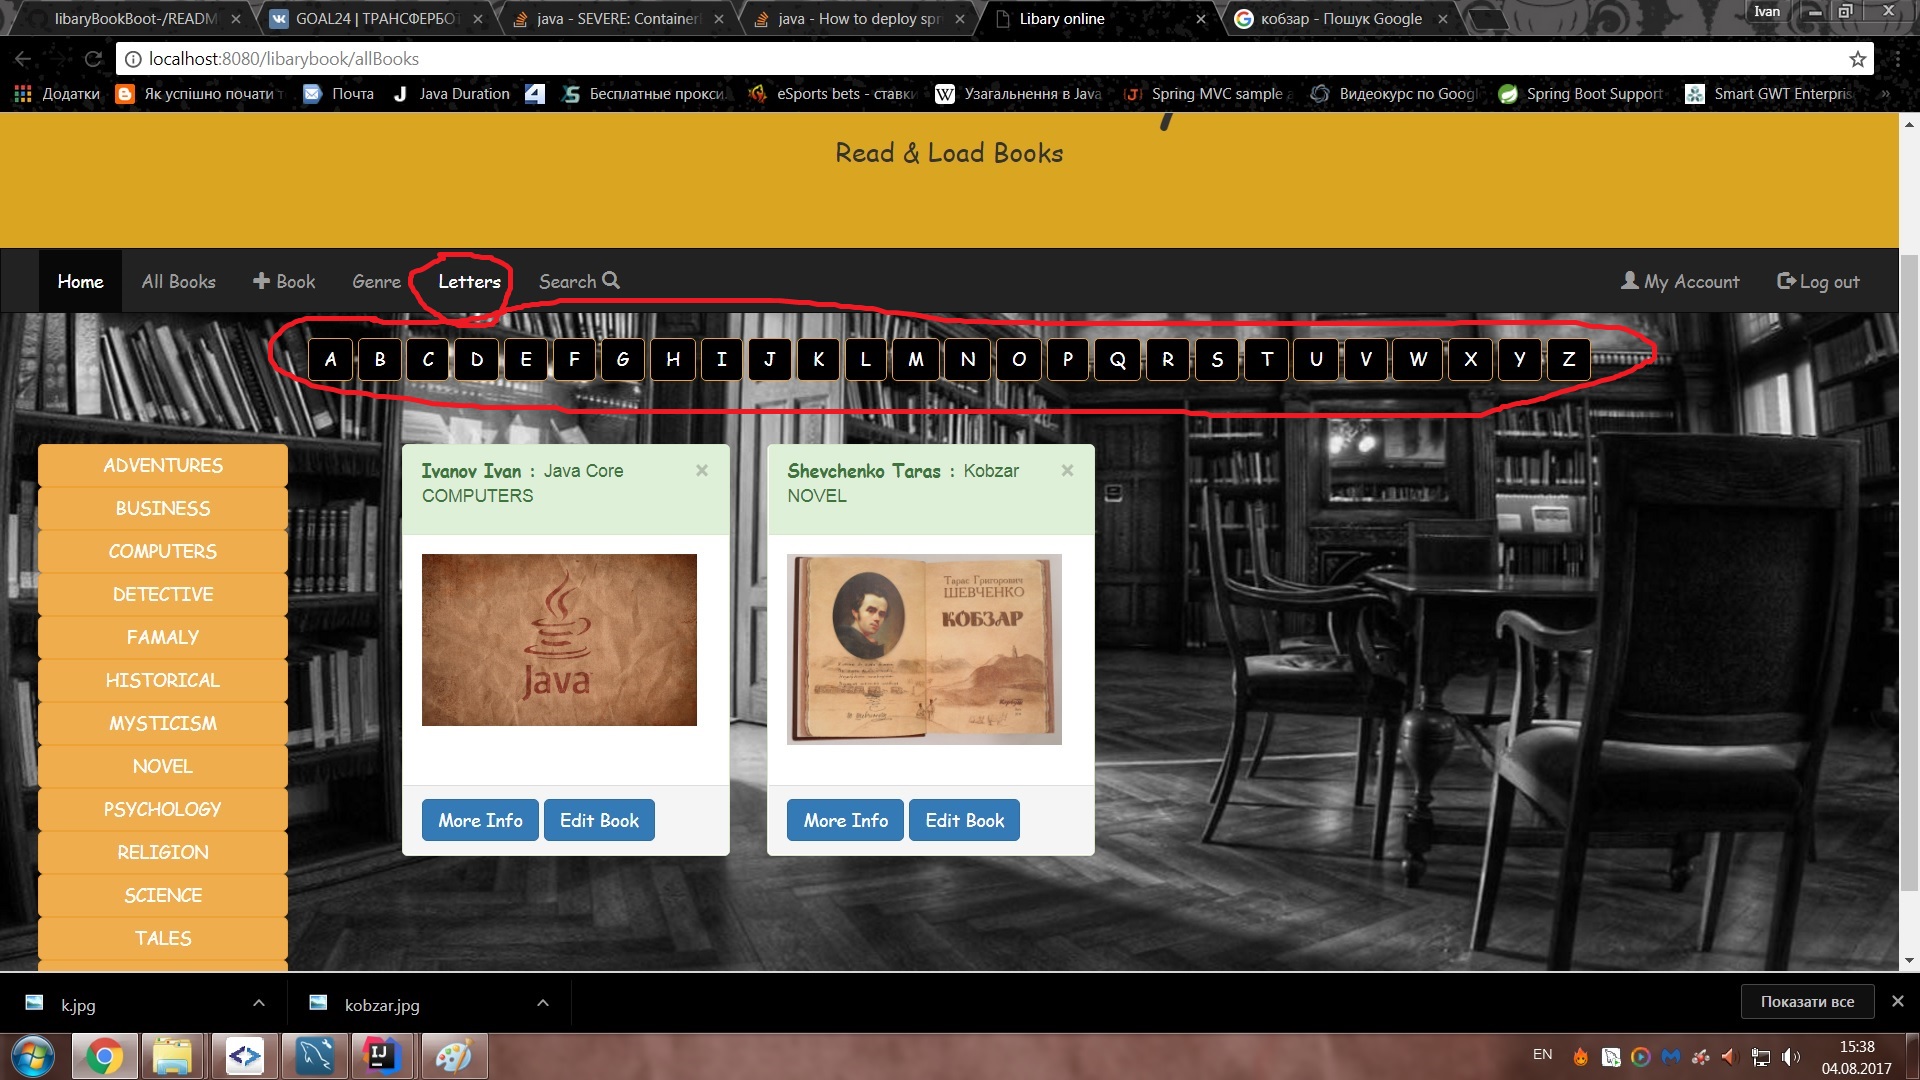 libaryBookBoot-/READM
GOAL24 | ТРАНСФЕРБО
java - SEVERE: Container
java - How to deploy spr
Libary online
кобзар - Пошук Google
Ivan
localhost:8080/libarybook/allBooks
Додатки
Як успішно почати т
Почта
Java Duration
Бесплатные прокси
eSports bets - ставки
Узагальнення в Java
Spring MVC sample a
Видеокурс по Googl
Spring Boot Support
Smart GWT Enterpris
Read & Load Books
Home
All Books
Book
Genre
Letters
Search
My Account
Log out
A B C D E F G H I J K L M N O P Q R S T U V W X Y Z
ADVENTURES
BUSINESS
COMPUTERS
DETECTIVE
FAMALY
HISTORICAL
MYSTICISM
NOVEL
PSYCHOLOGY
RELIGION
SCIENCE
TALES
Ivanov Ivan : Java Core
COMPUTERS
Java
More Info
Edit Book
Shevchenko Taras : Kobzar
NOVEL
Тарас Григорович
ШЕВЧЕНКО
КОБЗАР
More Info
Edit Book
k.jpg
kobzar.jpg
Показати все
EN
15:38
04.08.2017